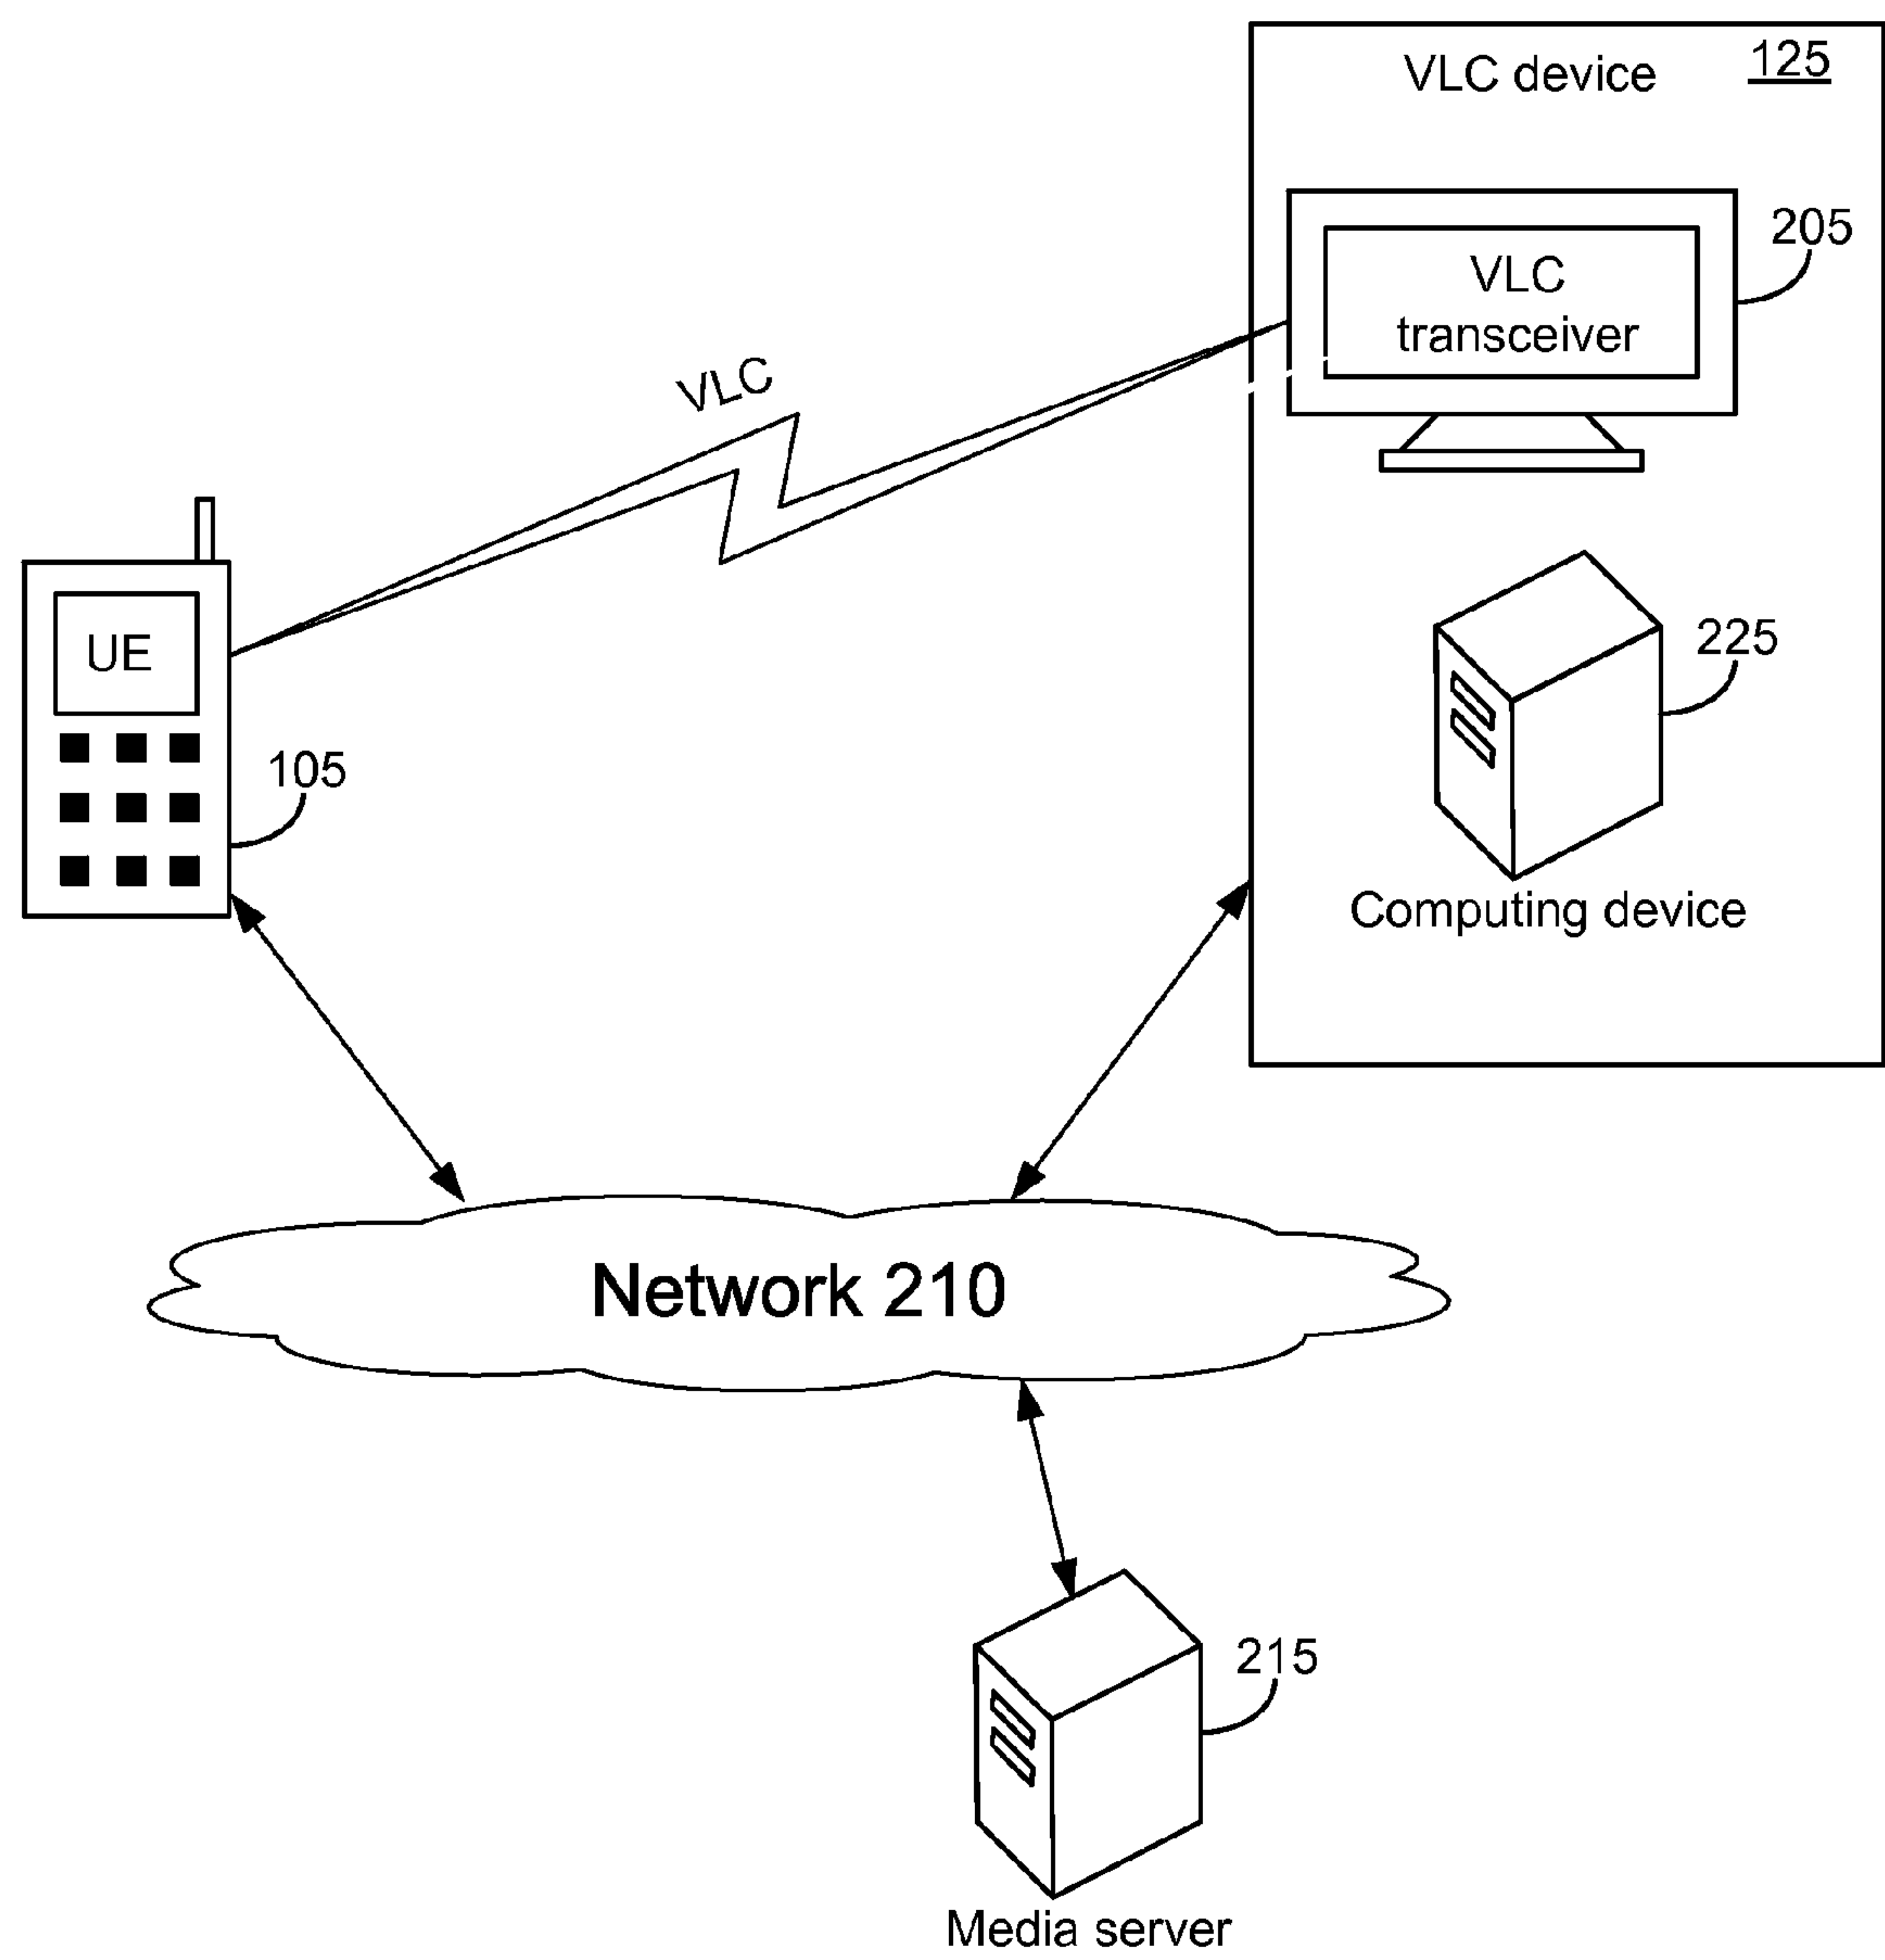 VLC device 125
205
VLC
transceiver
VLC
UE
225
105
Computing device
Network 210
215
Media server